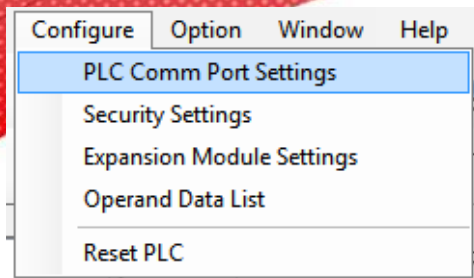 Configure Option Window Help
PLC Comm Port Settings
Security Settings
Expansion Module Settings
Operand Data List
Reset PLC